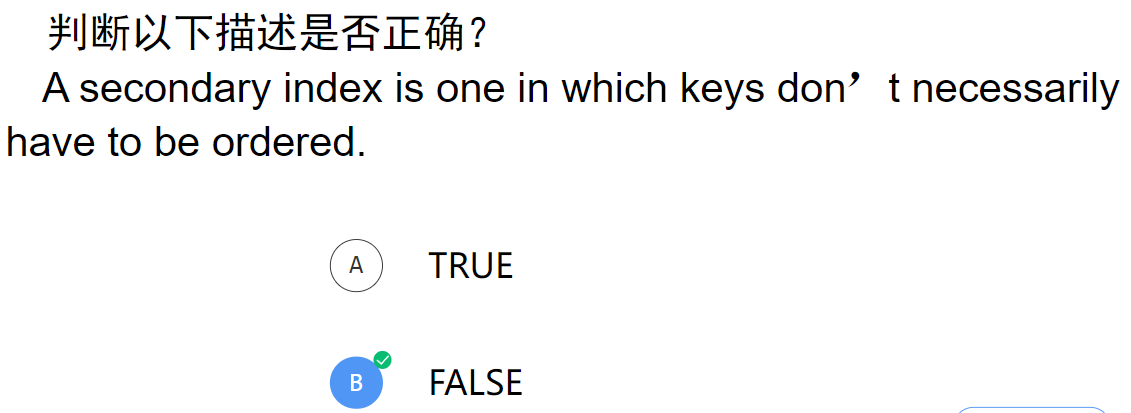 判断以下描述是否正确?
A secondary index is one in which keys don’t necessarily
have to be ordered.
A TRUE
B FALSE